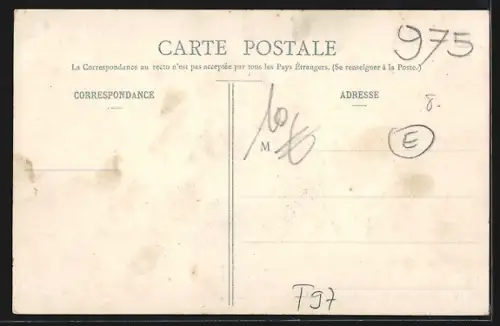 CARTE POSTALE
975
La Correspondance au recto n'est pas acceptée par tous les Pays Étrangers. (Se renseigner à la Poste.)
CORRESPONDANCE
ADRESSE
8.
M
E
F97